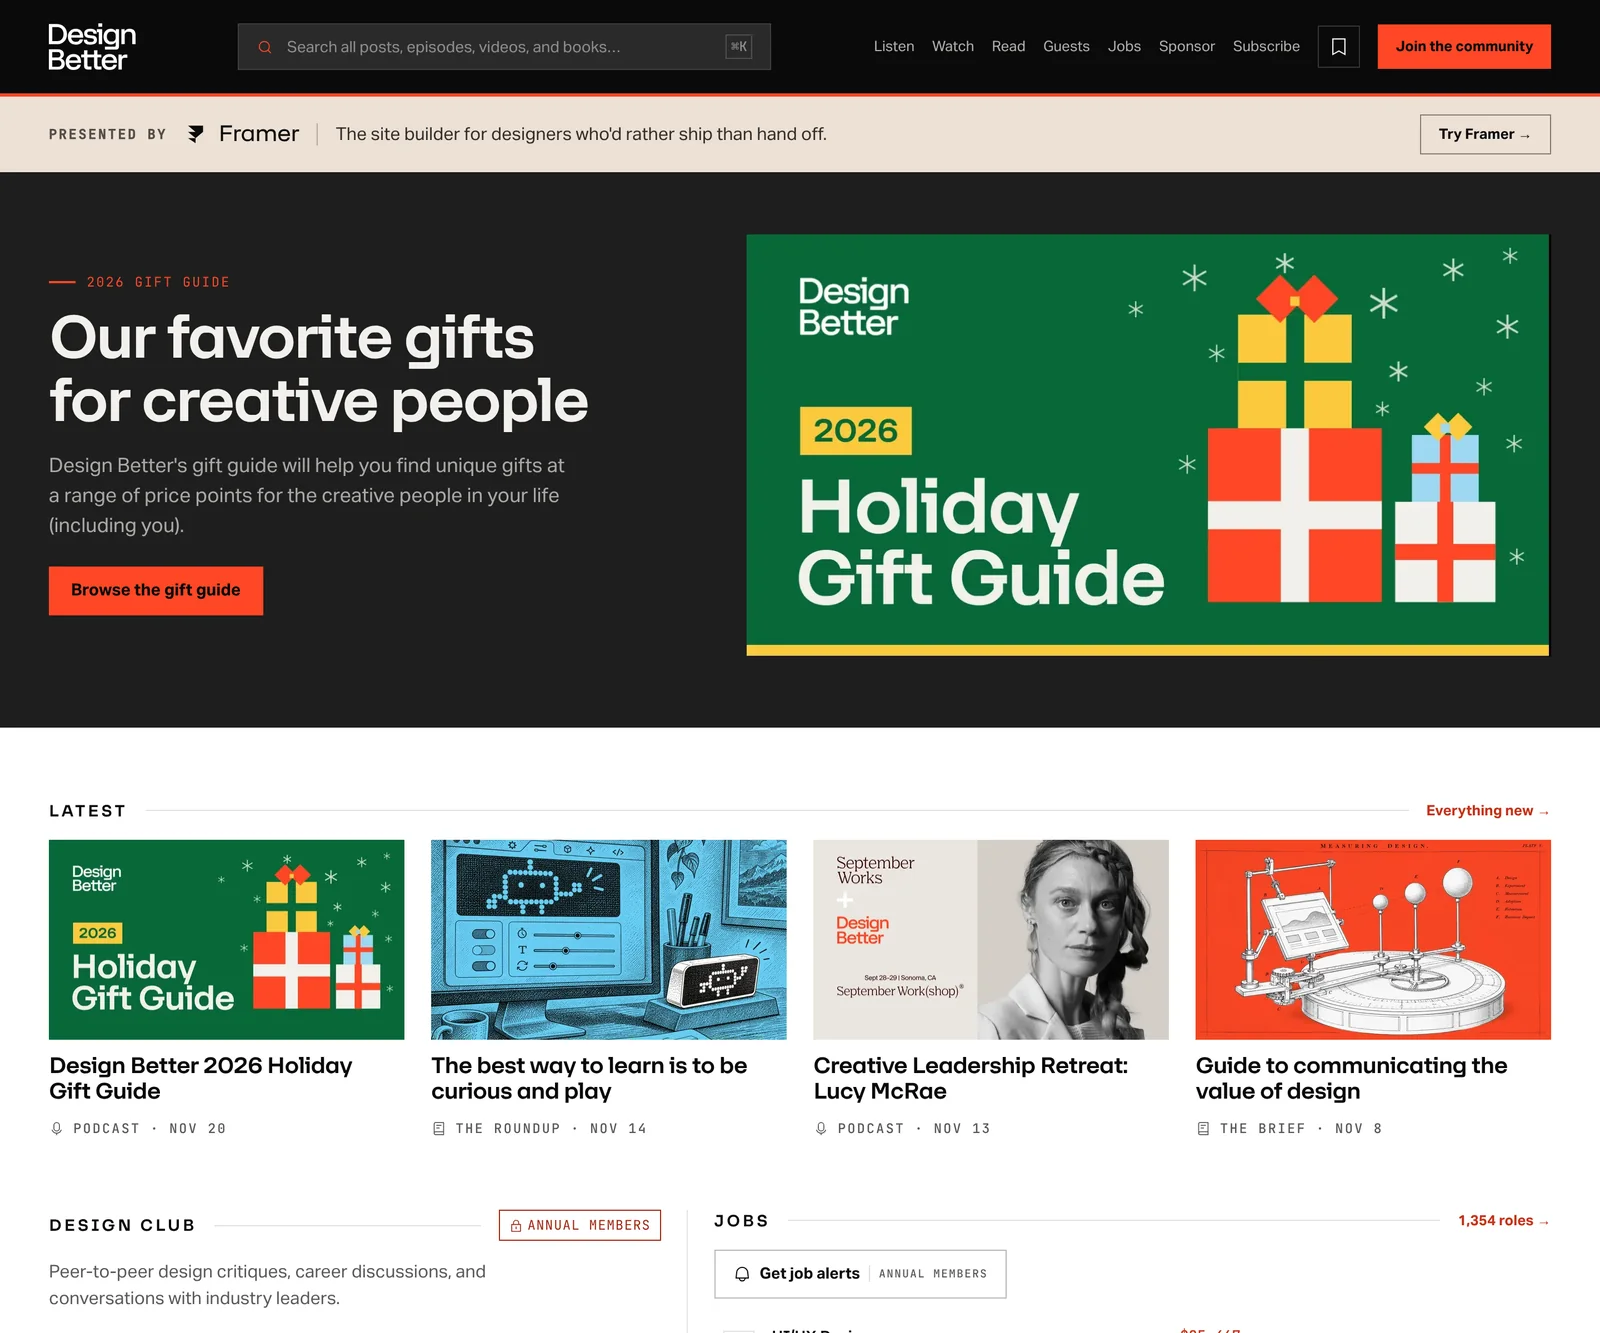 Design
Better
Search all posts, episodes, videos, and books…
⌘K
Listen
Watch
Read
Guests
Jobs
Sponsor
Subscribe
Join the community
PRESENTED BY
Framer
The site builder for designers who'd rather ship than hand off.
Try Framer →
2026 GIFT GUIDE
Our favorite gifts
for creative people
Design Better's gift guide will help you find unique gifts at
a range of price points for the creative people in your life
(including you).
Browse the gift guide
Design
Better
2026
Holiday
Gift Guide
LATEST
Everything new →
Design
Better
2026
Holiday
Gift Guide
Design Better 2026 Holiday
Gift Guide
PODCAST · NOV 20
The best way to learn is to be
curious and play
THE ROUNDUP · NOV 14
September
Works
+
Design
Better
Sept 28-29 | Sonoma, CA
September Work(shop)®
Creative Leadership Retreat:
Lucy McRae
PODCAST · NOV 13
MEASURING DESIGN.
Guide to communicating the
value of design
THE BRIEF · NOV 8
DESIGN CLUB
ANNUAL MEMBERS
Peer-to-peer design critiques, career discussions, and
conversations with industry leaders.
JOBS
1,354 roles →
Get job alerts
ANNUAL MEMBERS